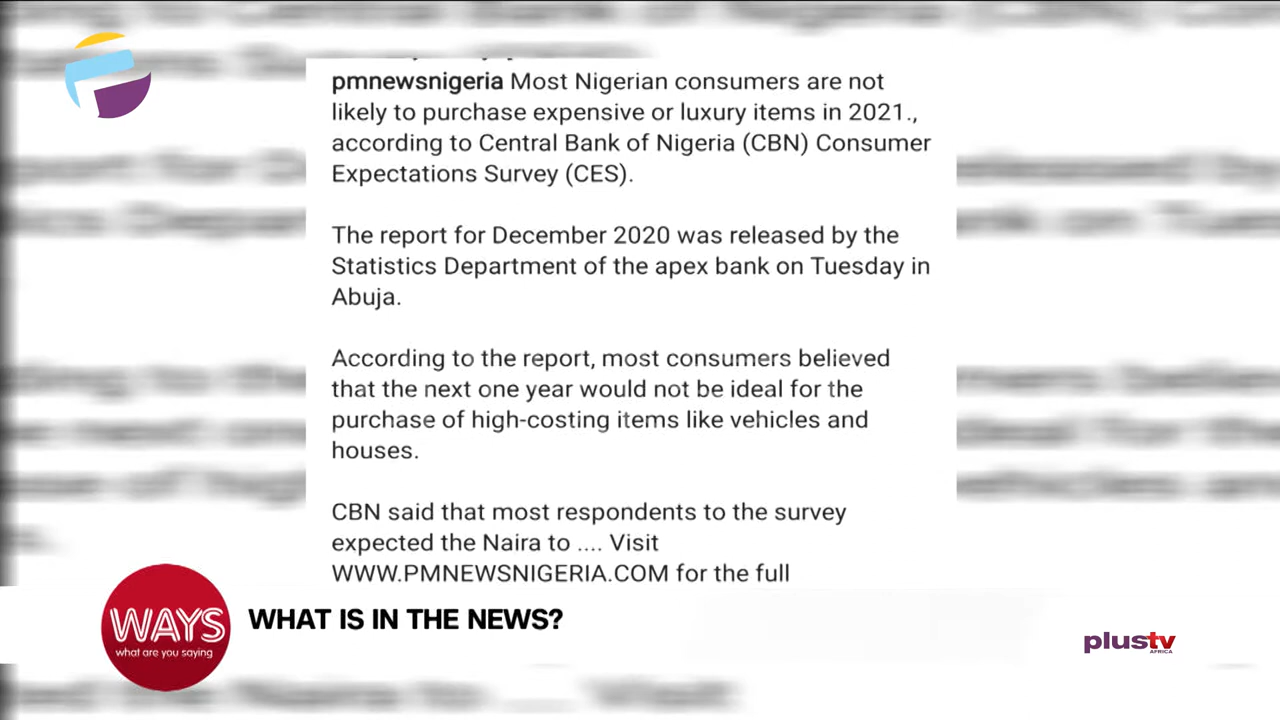 pmnewsnigeria Most Nigerian consumers are not
likely to purchase expensive or luxury items in 2021.,
according to Central Bank of Nigeria (CBN) Consumer
Expectations Survey (CES).
The report for December 2020 was released by the
Statistics Department of the apex bank on Tuesday in
Abuja.
According to the report, most consumers believed
that the next one year would not be ideal for the
purchase of high-costing items like vehicles and
houses.
CBN said that most respondents to the survey
expected the Naira to .... Visit
WWW.PMNEWSNIGERIA.COM for the full
WAYS
what are you saying
WHAT IS IN THE NEWS?
plustv
AFRICA